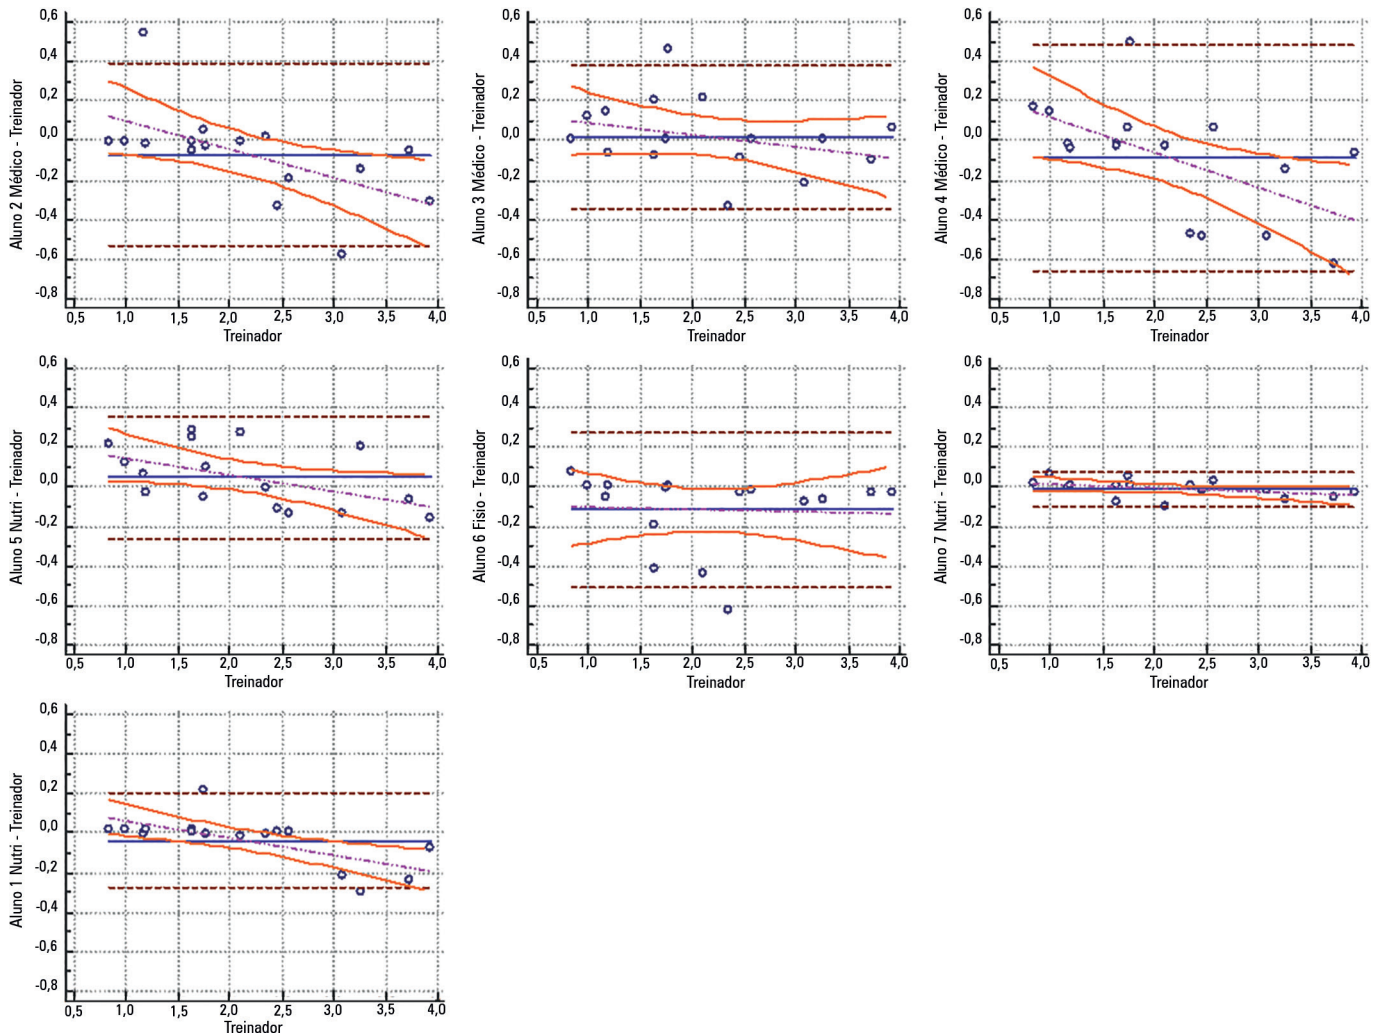 Aluno 2 Médico - Treinador
0,6
0,4
0,2
0,0
-0,2
-0,4
-0,6
-0,8
0,5 1,0 1,5 2,0 2,5 3,0 3,5 4,0
Treinador
Aluno 3 Médico - Treinador
0,6
0,4
0,2
0,0
-0,2
-0,4
-0,6
-0,8
0,5 1,0 1,5 2,0 2,5 3,0 3,5 4,0
Treinador
Aluno 4 Médico - Treinador
0,6
0,4
0,2
0,0
-0,2
-0,4
-0,6
-0,8
0,5 1,0 1,5 2,0 2,5 3,0 3,5 4,0
Treinador
Aluno 5 Nutri - Treinador
0,6
0,4
0,2
0,0
-0,2
-0,4
-0,6
-0,8
0,5 1,0 1,5 2,0 2,5 3,0 3,5 4,0
Treinador
Aluno 6 Fisio - Treinador
0,6
0,4
0,2
0,0
-0,2
-0,4
-0,6
-0,8
0,5 1,0 1,5 2,0 2,5 3,0 3,5 4,0
Treinador
Aluno 7 Nutri - Treinador
0,6
0,4
0,2
0,0
-0,2
-0,4
-0,6
-0,8
0,5 1,0 1,5 2,0 2,5 3,0 3,5 4,0
Treinador
Aluno 1 Nutri - Treinador
0,6
0,4
0,2
0,0
-0,2
-0,4
-0,6
-0,8
0,5 1,0 1,5 2,0 2,5 3,0 3,5 4,0
Treinador